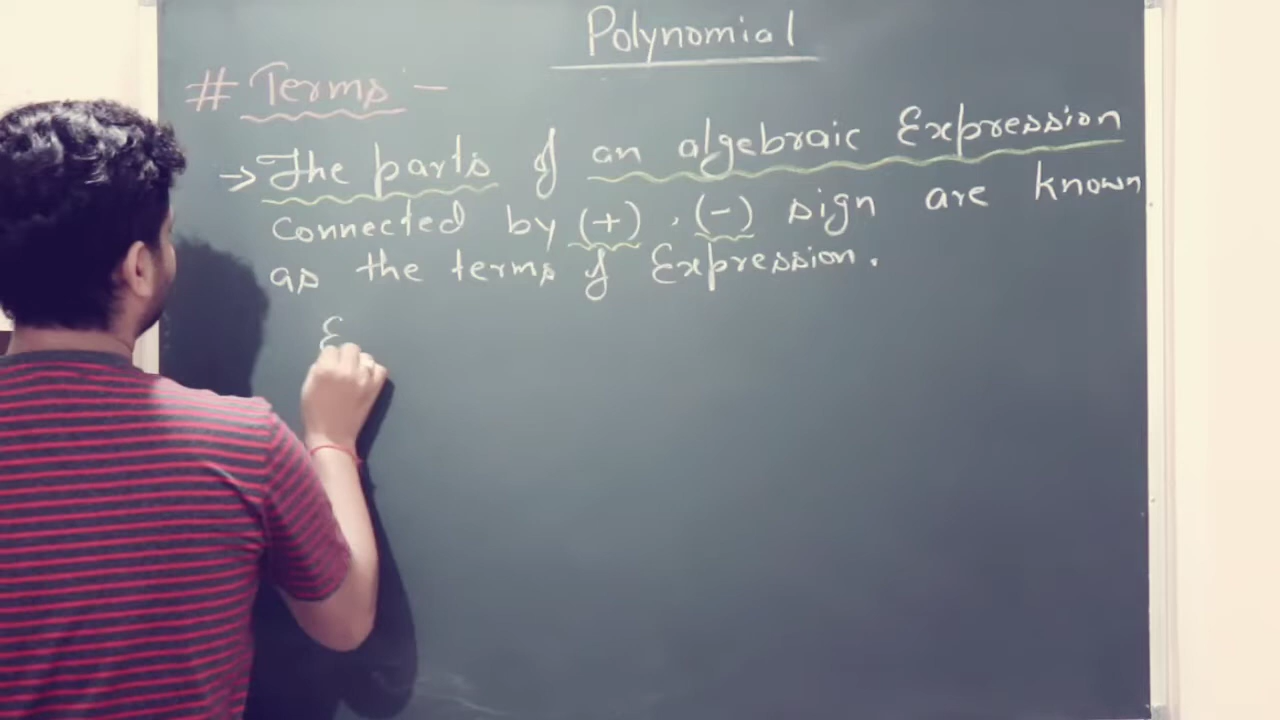 Polynomial
# Terms :-
→ The parts of an algebraic Expression
connected by (+) , (-) sign are known
as the terms of Expression.
E